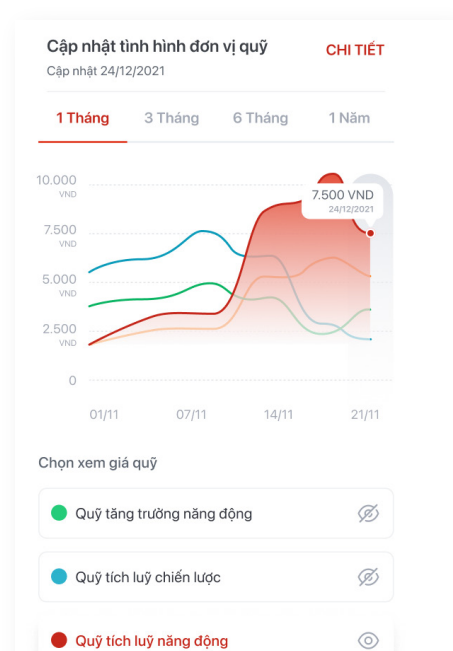 Cập nhật tình hình đơn vị quỹ
CHI TIẾT
Cập nhật 24/12/2021
1 Tháng 3 Tháng 6 Tháng 1 Năm
10.000
VND
7.500 VND
24/12/2021
7.500
VND
5.000
VND
2.500
VND
0
01/11 07/11 14/11 21/11
Chọn xem giá quỹ
Quỹ tăng trưởng năng động
Quỹ tích luỹ chiến lược
Quỹ tích luỹ năng động